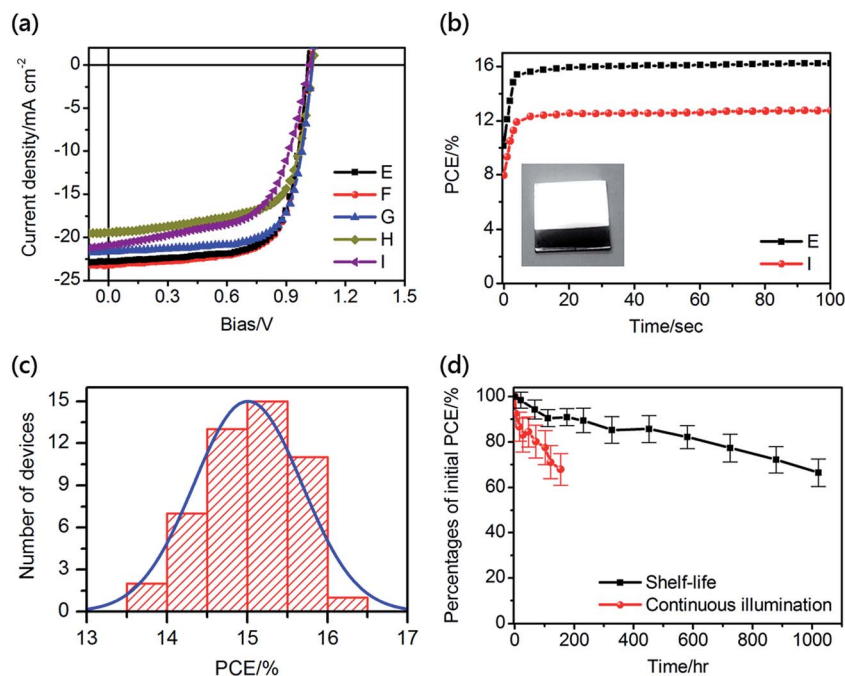 (a)
0
-5
-10
-15
-20
-25
Current density/mA cm⁻²
0.0 0.3 0.6 0.9 1.2 1.5
Bias/V
E
F
G
H
I
(b)
16
12
8
4
0
PCE/%
0 20 40 60 80 100
Time/sec
E
I
(c)
15
12
9
6
3
0
Number of devices
13 14 15 16 17
PCE/%
(d)
100
80
60
40
20
0
Percentages of initial PCE/%
0 200 400 600 800 1000
Time/hr
Shelf-life
Continuous illumination